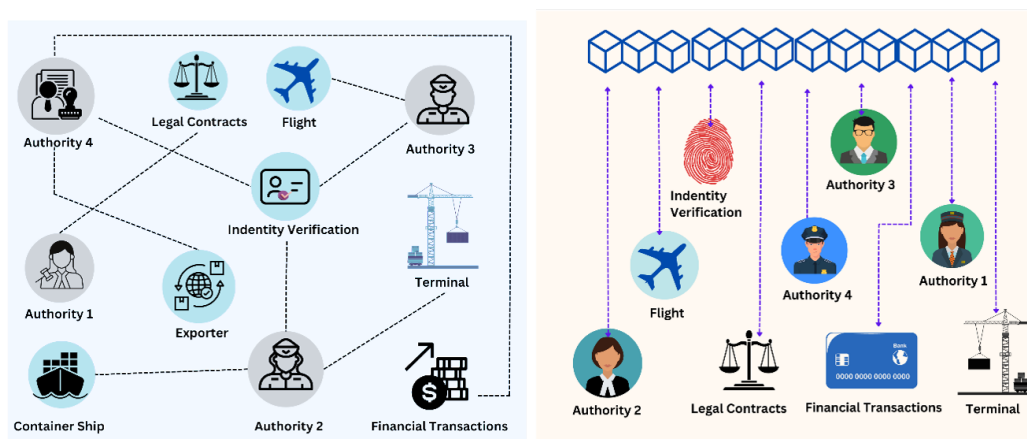 Authority 4
Legal Contracts
Flight
Authority 3
Indentity Verification
Authority 1
Exporter
Terminal
Container Ship
Authority 2
Financial Transactions
$
Indentity
Verification
Authority 3
Flight
Authority 4
Authority 1
Bank
0000 0000 0000 0000
Authority 2
Legal Contracts
Financial Transactions
Terminal